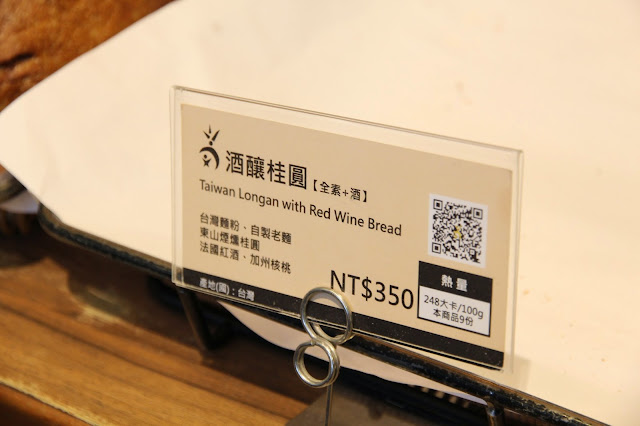 酒釀桂圓【全素+酒】
Taiwan Longan with Red Wine Bread
台灣麵粉、自製老麵
東山煙燻桂圓
法國紅酒、加州核桃
NT$350
熱量
248大卡/100g
本商品9份
產地(國)：台灣